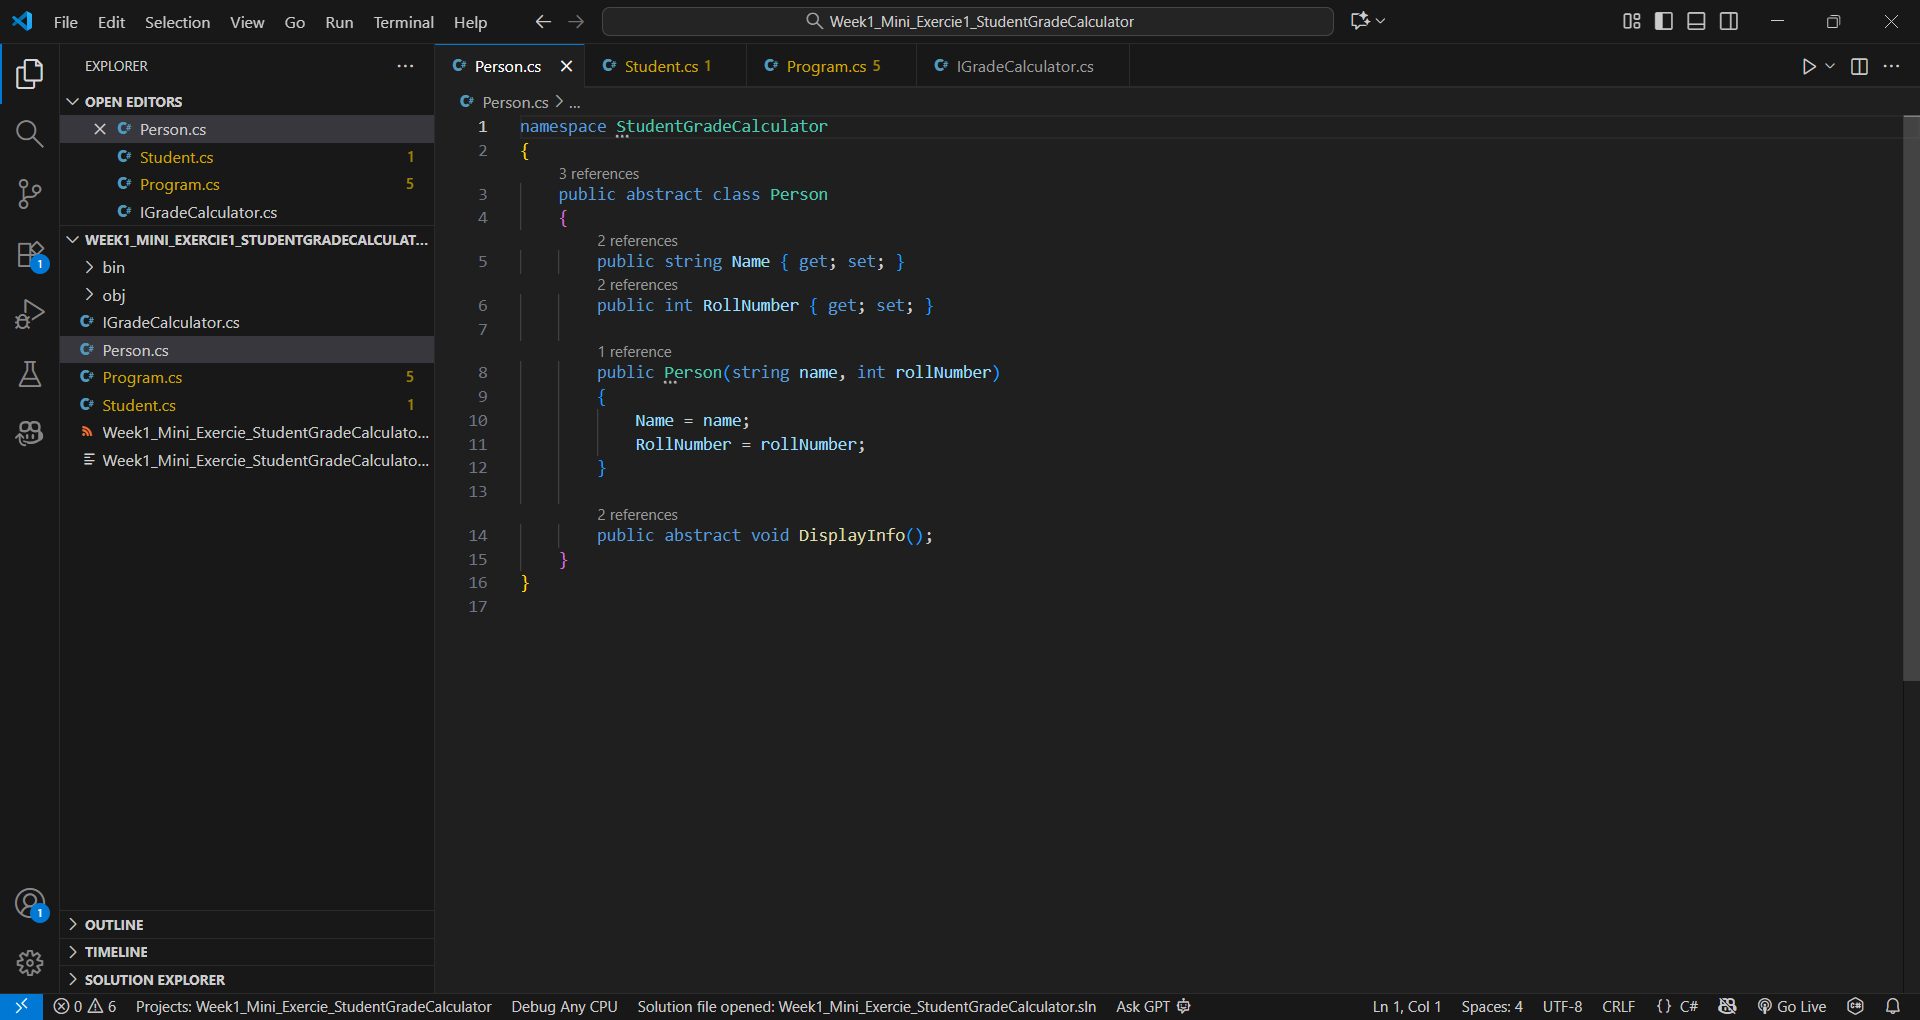 File Edit Selection View Go Run Terminal Help
Week1_Mini_Exercie1_StudentGradeCalculator
EXPLORER
OPEN EDITORS
Person.cs
Student.cs 1
Program.cs 5
IGradeCalculator.cs
WEEK1_MINI_EXERCIE1_STUDENTGRADECALCULAT...
bin
obj
IGradeCalculator.cs
Person.cs
Program.cs 5
Student.cs 1
Week1_Mini_Exercie_StudentGradeCalculato...
Week1_Mini_Exercie_StudentGradeCalculato...
OUTLINE
TIMELINE
SOLUTION EXPLORER
1
1
Person.cs Student.cs 1 Program.cs 5 IGradeCalculator.cs
Person.cs > ...
1 namespace StudentGradeCalculator
2 {
3 references
3 public abstract class Person
4 {
2 references
5 public string Name { get; set; }
2 references
6 public int RollNumber { get; set; }
7
1 reference
8 public Person(string name, int rollNumber)
9 {
10 Name = name;
11 RollNumber = rollNumber;
12 }
13
2 references
14 public abstract void DisplayInfo();
15 }
16 }
17
0 6 Projects: Week1_Mini_Exercie_StudentGradeCalculator Debug Any CPU Solution file opened: Week1_Mini_Exercie_StudentGradeCalculator.sln Ask GPT Ln 1, Col 1 Spaces: 4 UTF-8 CRLF {} C# Go Live